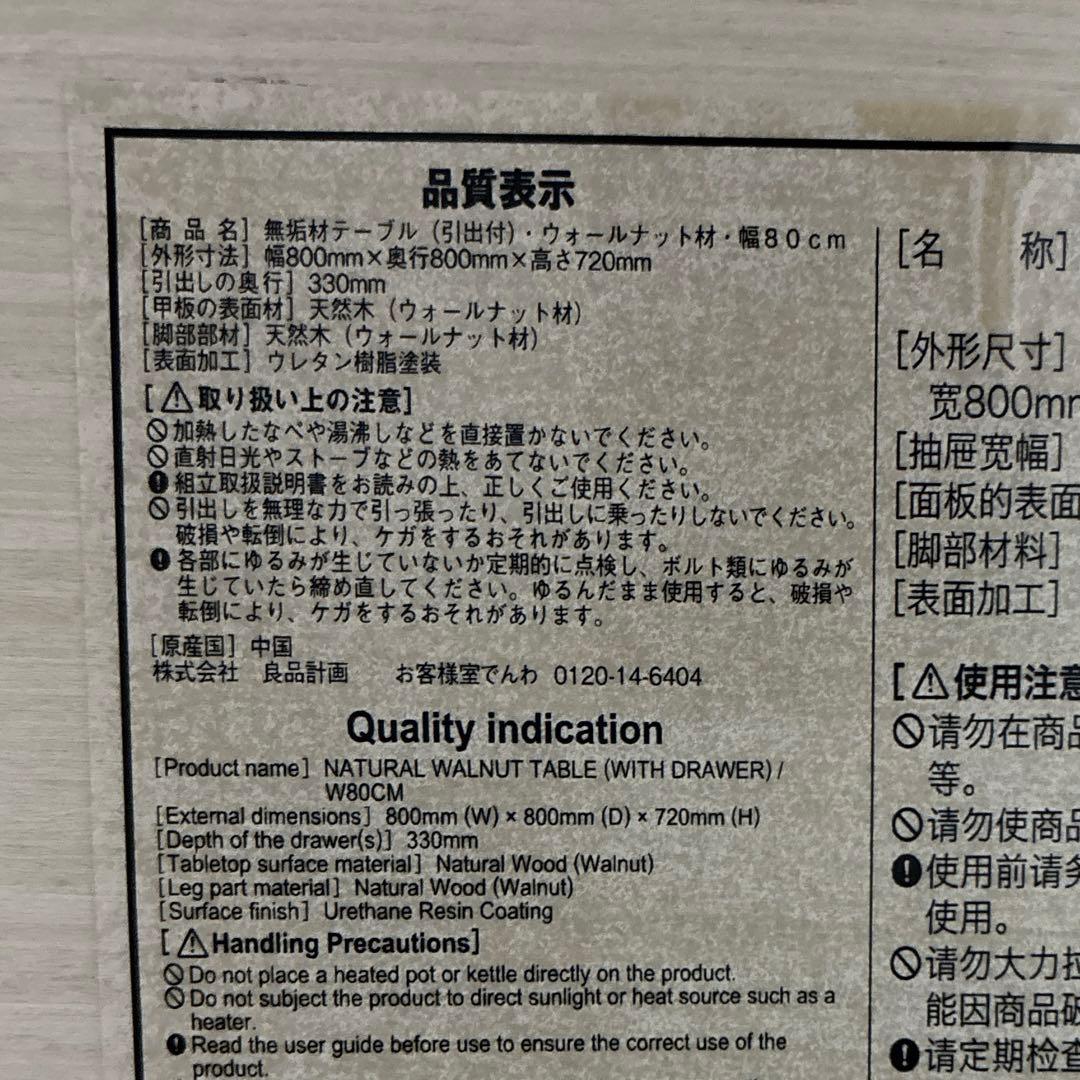 品質表示
[商 品 名] 無垢材テーブル（引出付）・ウォールナット材・幅80cm
[外形寸法] 幅800mm×奥行800mm×高さ720mm
[引出しの奥行] 330mm
[甲板の表面材] 天然木（ウォールナット材）
[脚部部材] 天然木（ウォールナット材）
[表面加工] ウレタン樹脂塗装
[⚠取り扱い上の注意]
🚫加熱したなべや湯沸しなどを直接置かないでください。
🚫直射日光やストーブなどの熱をあてないでください。
❗組立取扱説明書をお読みの上、正しくご使用ください。
🚫引出しを無理な力で引っ張ったり、引出しに乗ったりしないでください。
破損や転倒により、ケガをするおそれがあります。
❗各部にゆるみが生じていないか定期的に点検し、ボルト類にゆるみが
生じていたら締め直してください。ゆるんだまま使用すると、破損や
転倒により、ケガをするおそれがあります。
[原産国] 中国
株式会社 良品計画 お客様室でんわ 0120-14-6404
Quality indication
[Product name] NATURAL WALNUT TABLE (WITH DRAWER) /
W80CM
[External dimensions] 800mm (W) × 800mm (D) × 720mm (H)
[Depth of the drawer(s)] 330mm
[Tabletop surface material] Natural Wood (Walnut)
[Leg part material] Natural Wood (Walnut)
[Surface finish] Urethane Resin Coating
[⚠Handling Precautions]
🚫Do not place a heated pot or kettle directly on the product.
🚫Do not subject the product to direct sunlight or heat source such as a
heater.
❗Read the user guide before use to ensure the correct use of the
product.
[名 称]
[外形尺寸]
宽800mm
[抽屉宽幅]
[面板的表面
[脚部材料]
[表面加工]
[⚠使用注意
🚫请勿在商品
等。
🚫请勿使商品
❗使用前请务
使用。
🚫请勿大力拉
能因商品破
❗请定期检查